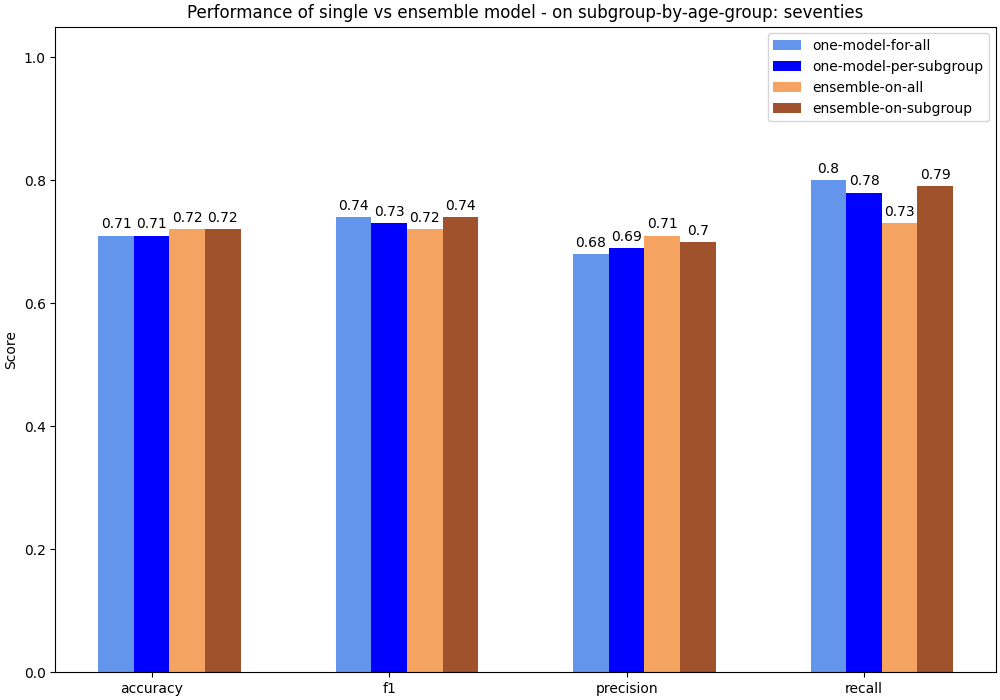 Performance of single vs ensemble model - on subgroup-by-age-group: seventies
one-model-for-all
one-model-per-subgroup
ensemble-on-all
ensemble-on-subgroup
Score
1.0
0.8
0.6
0.4
0.2
0.0
0.71 0.71 0.72 0.72
0.74 0.73 0.72 0.74
0.68 0.69 0.71 0.7
0.8 0.78 0.73 0.79
accuracy f1 precision recall